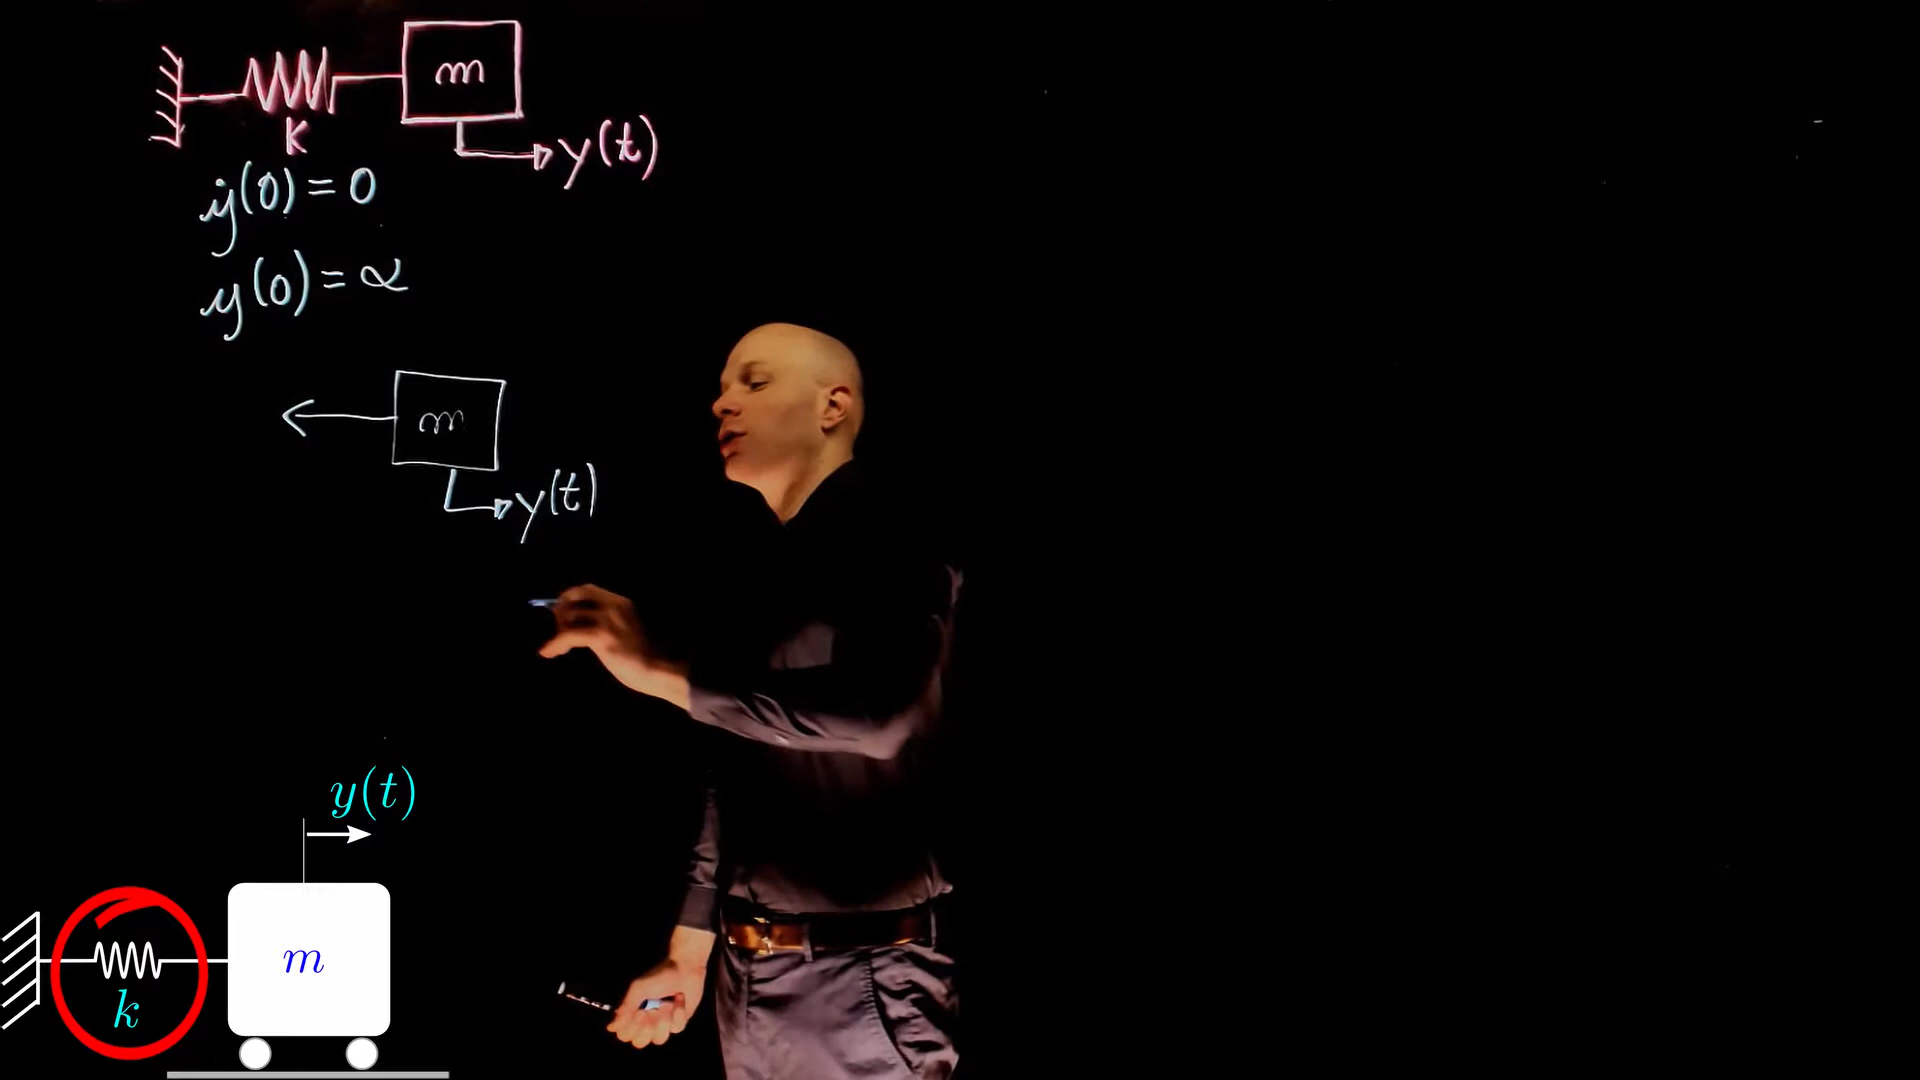 m
k
y(t)
ẏ(0) = 0
y(0) = α
m
y(t)
y(t)
m
k